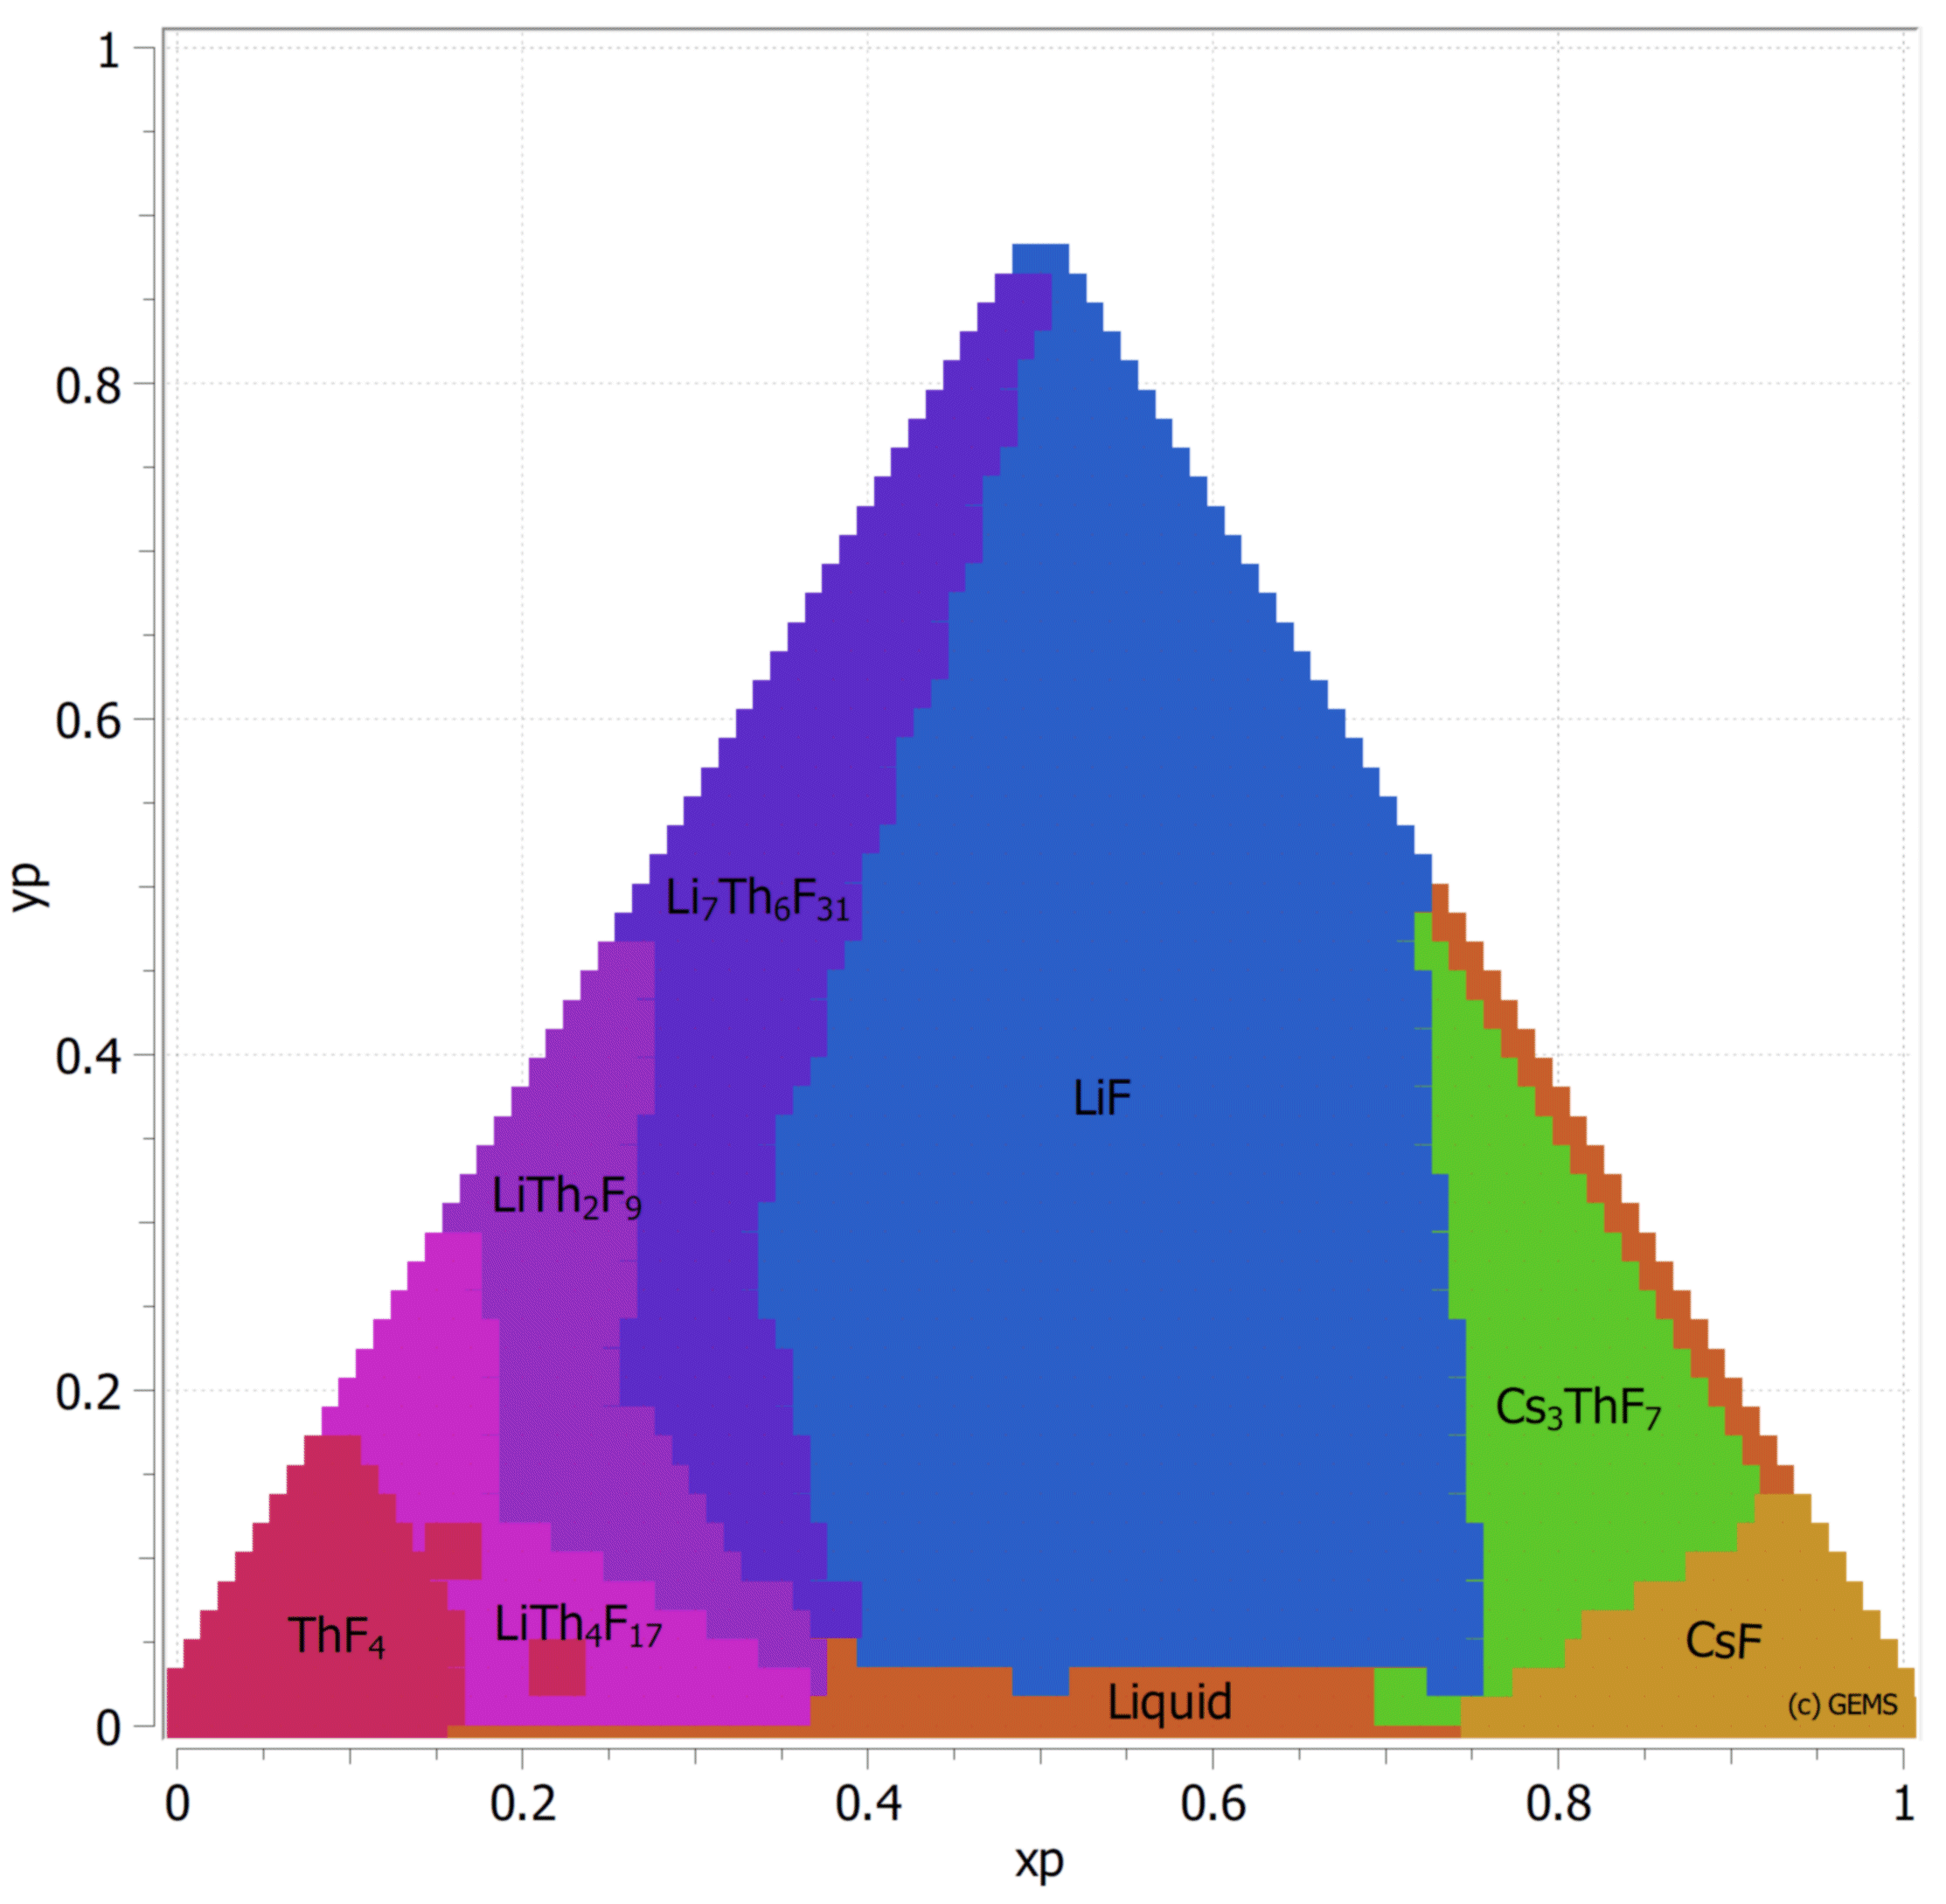 1
0.8
0.6
yp
Li₇Th₆F₃₁
0.4
LiF
LiTh₂F₉
0.2
Cs₃ThF₇
ThF₄
LiTh₄F₁₇
CsF
Liquid
(c) GEMS
0
0 0.2 0.4 0.6 0.8 1
xp